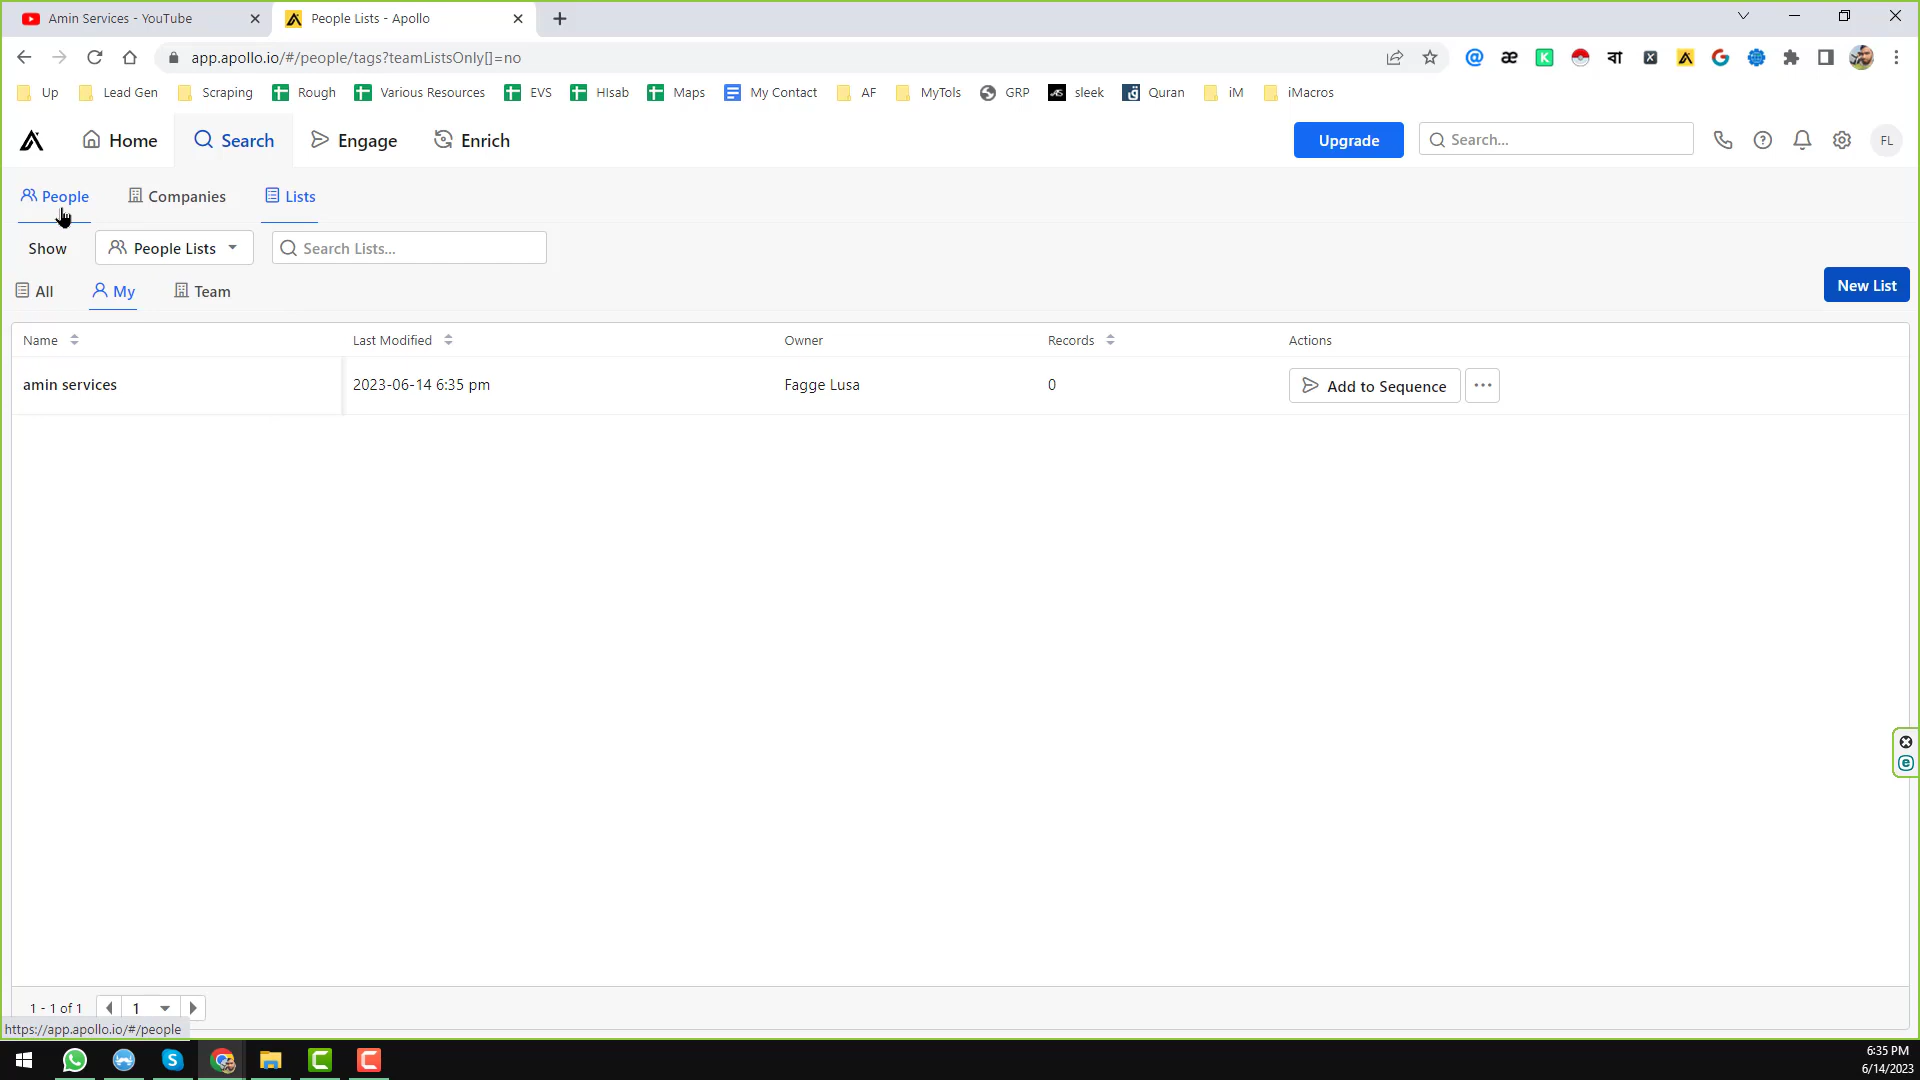 Amin Services - YouTube
People Lists - Apollo
app.apollo.io/#/people/tags?teamListsOnly[]=no
Up Lead Gen Scraping Rough Various Resources EVS HIsab Maps My Contact AF MyTols GRP sleek Quran iM iMacros
Home Search Engage Enrich Upgrade Search... FL
People Companies Lists
Show People Lists Search Lists...
All My Team New List
Name Last Modified Owner Records Actions
amin services 2023-06-14 6:35 pm Fagge Lusa 0 Add to Sequence
1 - 1 of 1 1
https://app.apollo.io/#/people
6:35 PM
6/14/2023